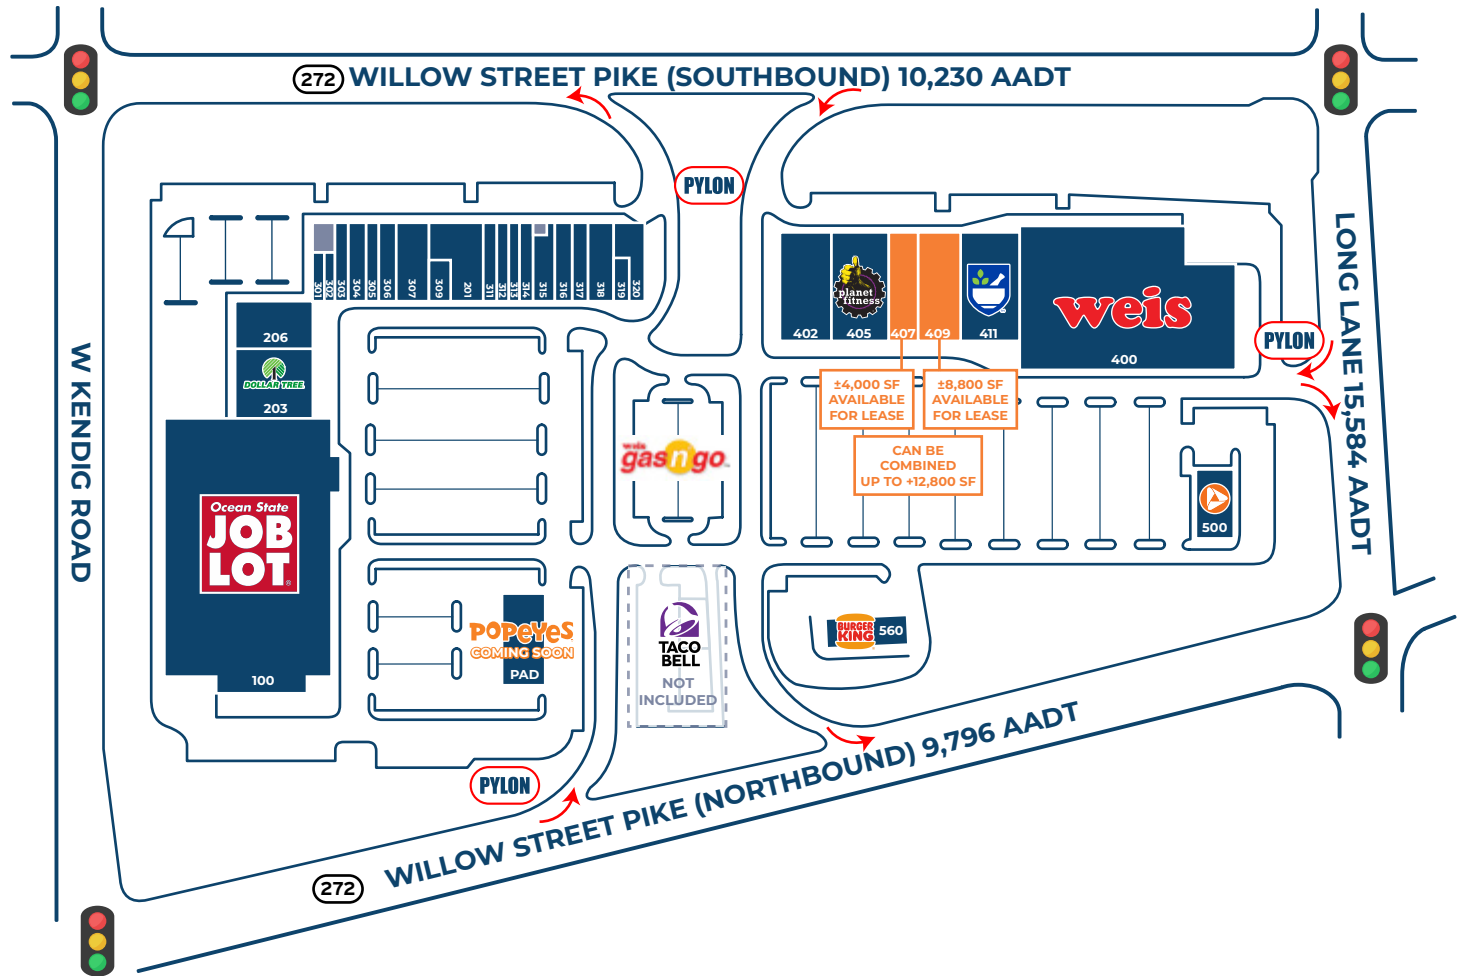 272 WILLOW STREET PIKE (SOUTHBOUND) 10,230 AADT
PYLON
301
302
303
304
305
306
307
309
201
311
312
313
314
315
316
317
318
319
320
206
DOLLAR TREE
203
Ocean State
JOB
LOT
100
402
planet
fitness
405
407
409
411
weis
400
±4,000 SF
AVAILABLE
FOR LEASE
±8,800 SF
AVAILABLE
FOR LEASE
CAN BE
COMBINED
UP TO +12,800 SF
PYLON
weis
gas n go
500
POPEYES
COMING SOON
PAD
TACO
BELL
NOT
INCLUDED
BURGER
KING
560
PYLON
W KENDIG ROAD
LONG LANE 15,584 AADT
272 WILLOW STREET PIKE (NORTHBOUND) 9,796 AADT